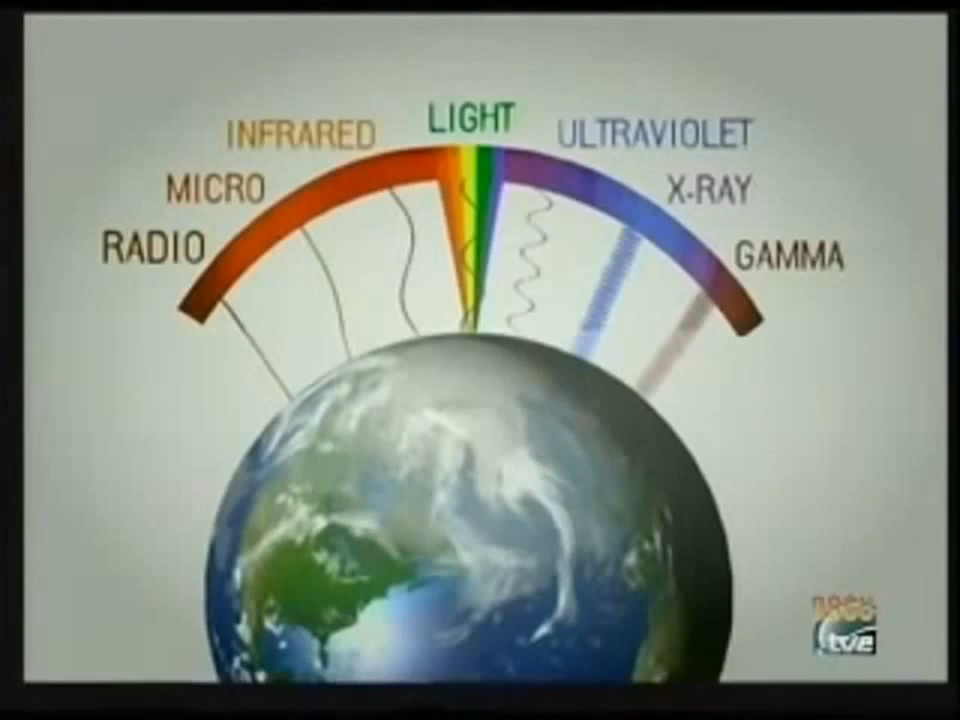 LIGHT
INFRARED
ULTRAVIOLET
MICRO
X-RAY
RADIO
GAMMA
tve